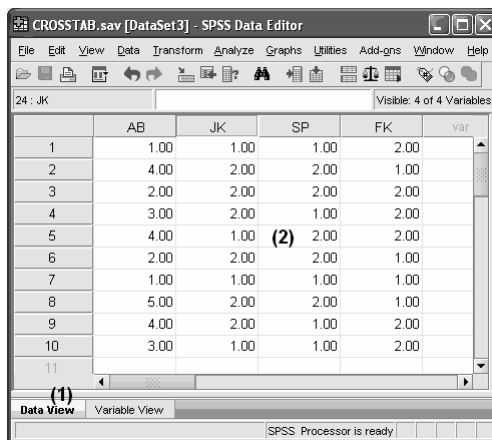 CROSSTAB.sav [DataSet3] - SPSS Data Editor
File Edit View Data Transform Analyze Graphs Utilities Add-ons Window Help
24 : JK Visible: 4 of 4 Variables
AB JK SP FK var
1 1.00 1.00 1.00 2.00
2 4.00 2.00 2.00 1.00
3 2.00 2.00 2.00 2.00
4 3.00 2.00 1.00 2.00
5 4.00 1.00 (2) 2.00 2.00
6 2.00 2.00 2.00 1.00
7 1.00 1.00 1.00 1.00
8 5.00 2.00 2.00 1.00
9 4.00 2.00 1.00 2.00
10 3.00 1.00 1.00 2.00
11
(1)
Data View Variable View
SPSS Processor is ready